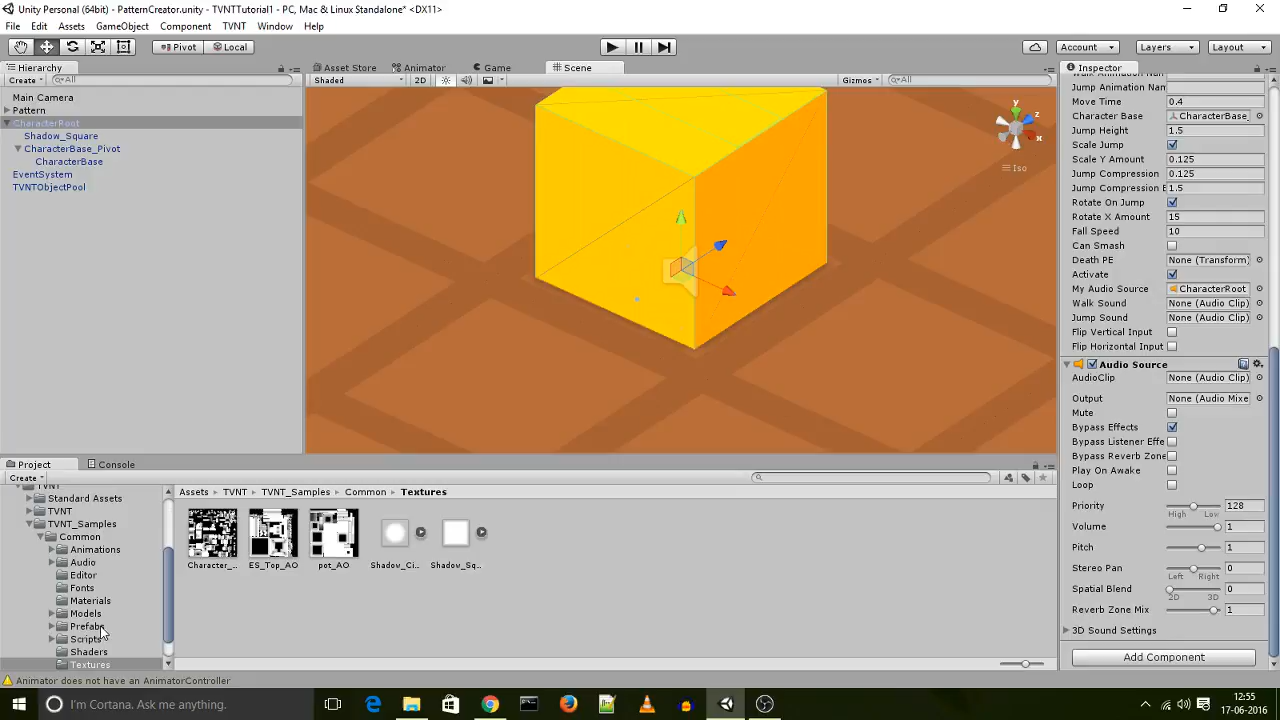 Unity Personal (64bit) - PatternCreator.unity - TVNTTutorial1 - PC, Mac & Linux Standalone* <DX11>
File Edit Assets GameObject Component TVNT Window Help
Pivot Local Account Layers Layout
Hierarchy Asset Store Animator Game Scene Inspector
Create All Shaded 2D Gizmos All
Main Camera
Pattern
CharacterRoot
Shadow_Square
CharacterBase_Pivot
CharacterBase
EventSystem
TVNTObjectPool
y
z
x
Iso
Jump Animation Nam
Move Time 0.4
Character Base CharacterBase_
Jump Height 1.5
Scale Jump
Scale Y Amount 0.125
Jump Compression 0.125
Jump Compression E 1.5
Rotate On Jump
Rotate X Amount 15
Fall Speed 10
Can Smash
Death PE None (Transform)
Activate
My Audio Source CharacterRoot
Walk Sound None (Audio Clip)
Jump Sound None (Audio Clip)
Flip Vertical Input
Flip Horizontal Input
Audio Source
AudioClip None (Audio Clip)
Output None (Audio Mixe
Mute
Bypass Effects
Bypass Listener Effe
Bypass Reverb Zone
Play On Awake
Loop
Priority 128
High Low
Volume 1
Pitch 1
Stereo Pan 0
Left Right
Spatial Blend 0
2D 3D
Reverb Zone Mix 1
3D Sound Settings
Add Component
Project Console
Create
Standard Assets
TVNT
TVNT_Samples
Common
Animations
Audio
Editor
Fonts
Materials
Models
Prefabs
Scripts
Shaders
Textures
Assets TVNT TVNT_Samples Common Textures
Character_... ES_Top_AO pot_AO Shadow_Ci... Shadow_Sq...
Animator does not have an AnimatorController
I'm Cortana. Ask me anything.
12:55
17-06-2016